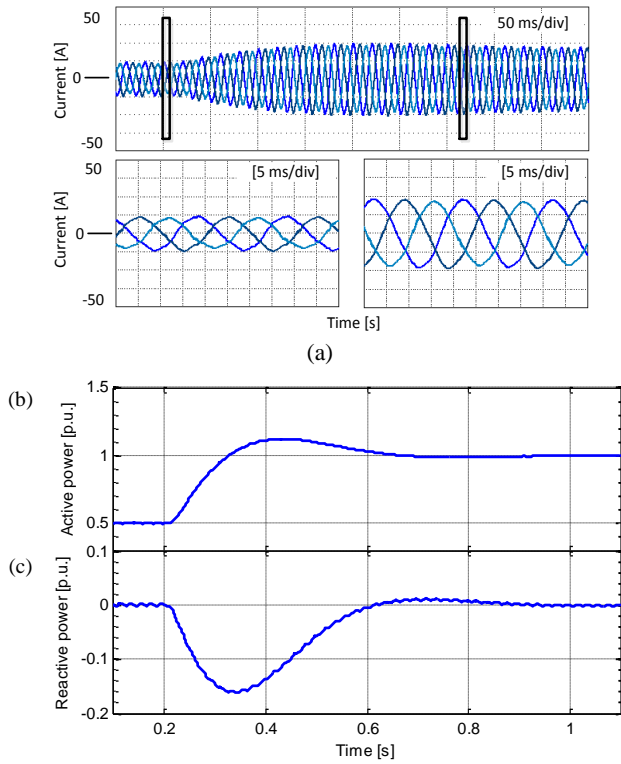 50
50 ms/div]
Current [A]
0
-50
50
[5 ms/div]
[5 ms/div]
Current [A]
0
-50
Time [s]
(a)
(b)
1.5
Active power [p.u.]
1
0.5
(c)
0.1
Reactive power [p.u.]
0
-0.1
-0.2
0.2
0.4
0.6
0.8
1
Time [s]